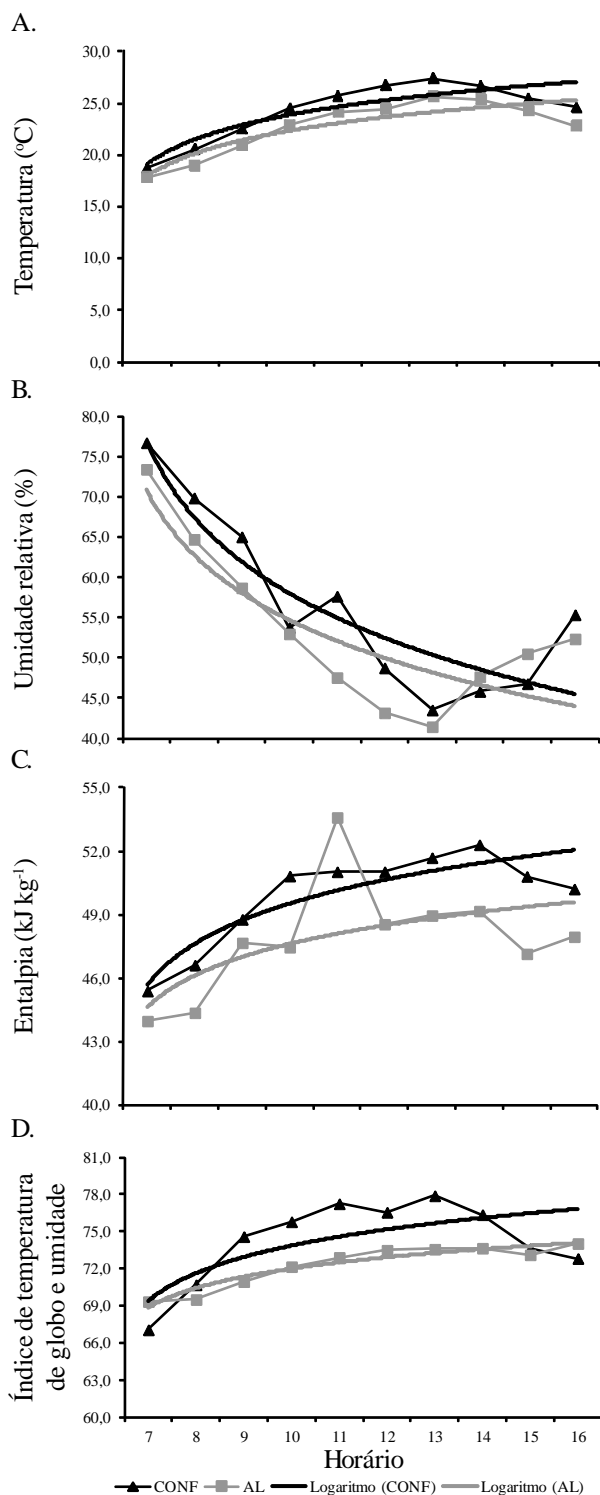 A.
Temperatura (ºC)
30,0
25,0
20,0
15,0
10,0
5,0
0,0
B.
Umidade relativa (%)
80,0
75,0
70,0
65,0
60,0
55,0
50,0
45,0
40,0
C.
Entalpia (kJ kg⁻¹)
55,0
52,0
49,0
46,0
43,0
40,0
D.
Índice de temperatura
de globo e umidade
81,0
78,0
75,0
72,0
69,0
66,0
63,0
60,0
7 8 9 10 11 12 13 14 15 16
Horário
CONF AL Logaritmo (CONF) Logaritmo (AL)